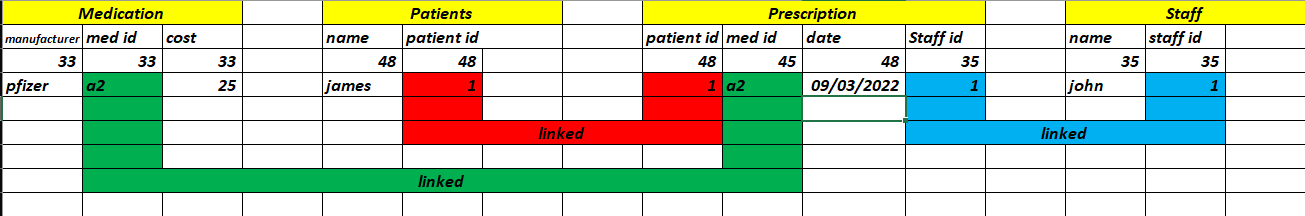 Medication Patients Prescription Staff
manufacturer med id cost name patient id patient id med id date Staff id name staff id
33 33 33 48 48 48 45 48 35 35 35
pfizer a2 25 james 1 1 a2 09/03/2022 1 john 1
linked linked
linked